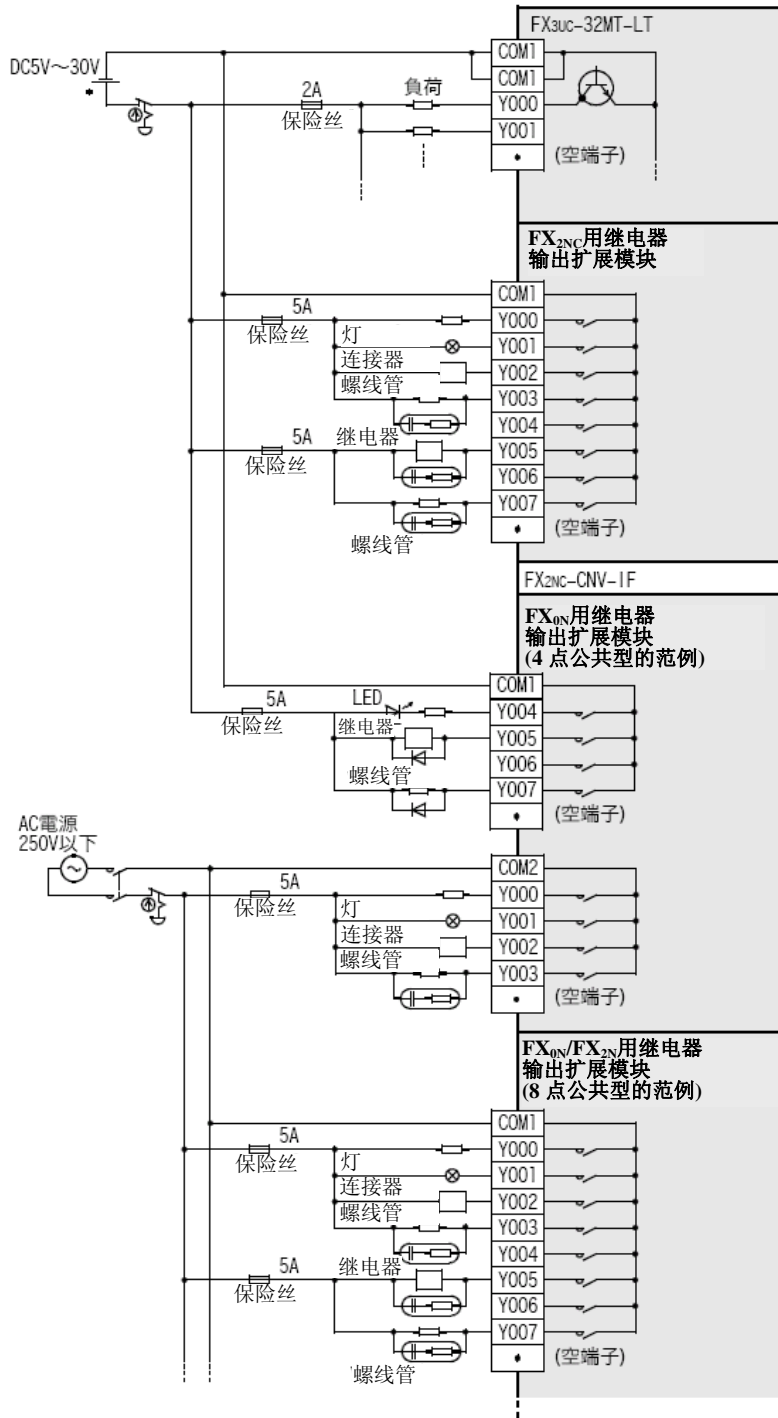 FX3UC-32MT-LT
COM1
DC5V～30V
COM1
2A
負荷
Y000
保险丝
Y001
(空端子)
FX2NC用继电器
输出扩展模块
COM1
5A
Y000
保险丝
灯
Y001
连接器
Y002
螺线管
Y003
Y004
5A
继电器
Y005
保险丝
Y006
Y007
螺线管
(空端子)
FX2NC-CNV-IF
FX0N用继电器
输出扩展模块
(4 点公共型的范例)
COM1
5A
LED
Y004
保险丝
继电器
Y005
Y006
螺线管
Y007
(空端子)
AC電源
250V以下
COM2
5A
Y000
保险丝
灯
Y001
连接器
Y002
螺线管
Y003
(空端子)
FX0N/FX2N用继电器
输出扩展模块
(8 点公共型的范例)
COM1
5A
Y000
保险丝
灯
Y001
连接器
Y002
螺线管
Y003
Y004
5A
继电器
Y005
保险丝
Y006
Y007
螺线管
(空端子)